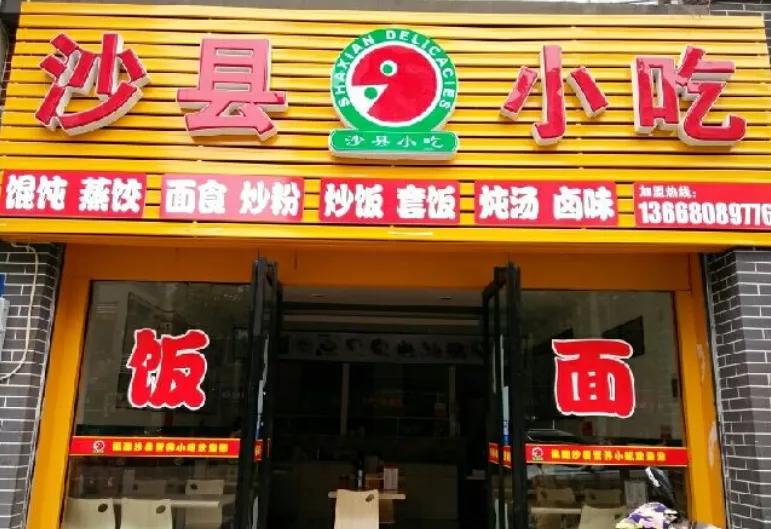 沙县小吃
SHAXIAN DELICACIES
沙县小吃
馄饨 蒸饺 面食 炒粉 炒饭 套饭 炖汤 卤味
加盟热线:
1366808977
饭 面